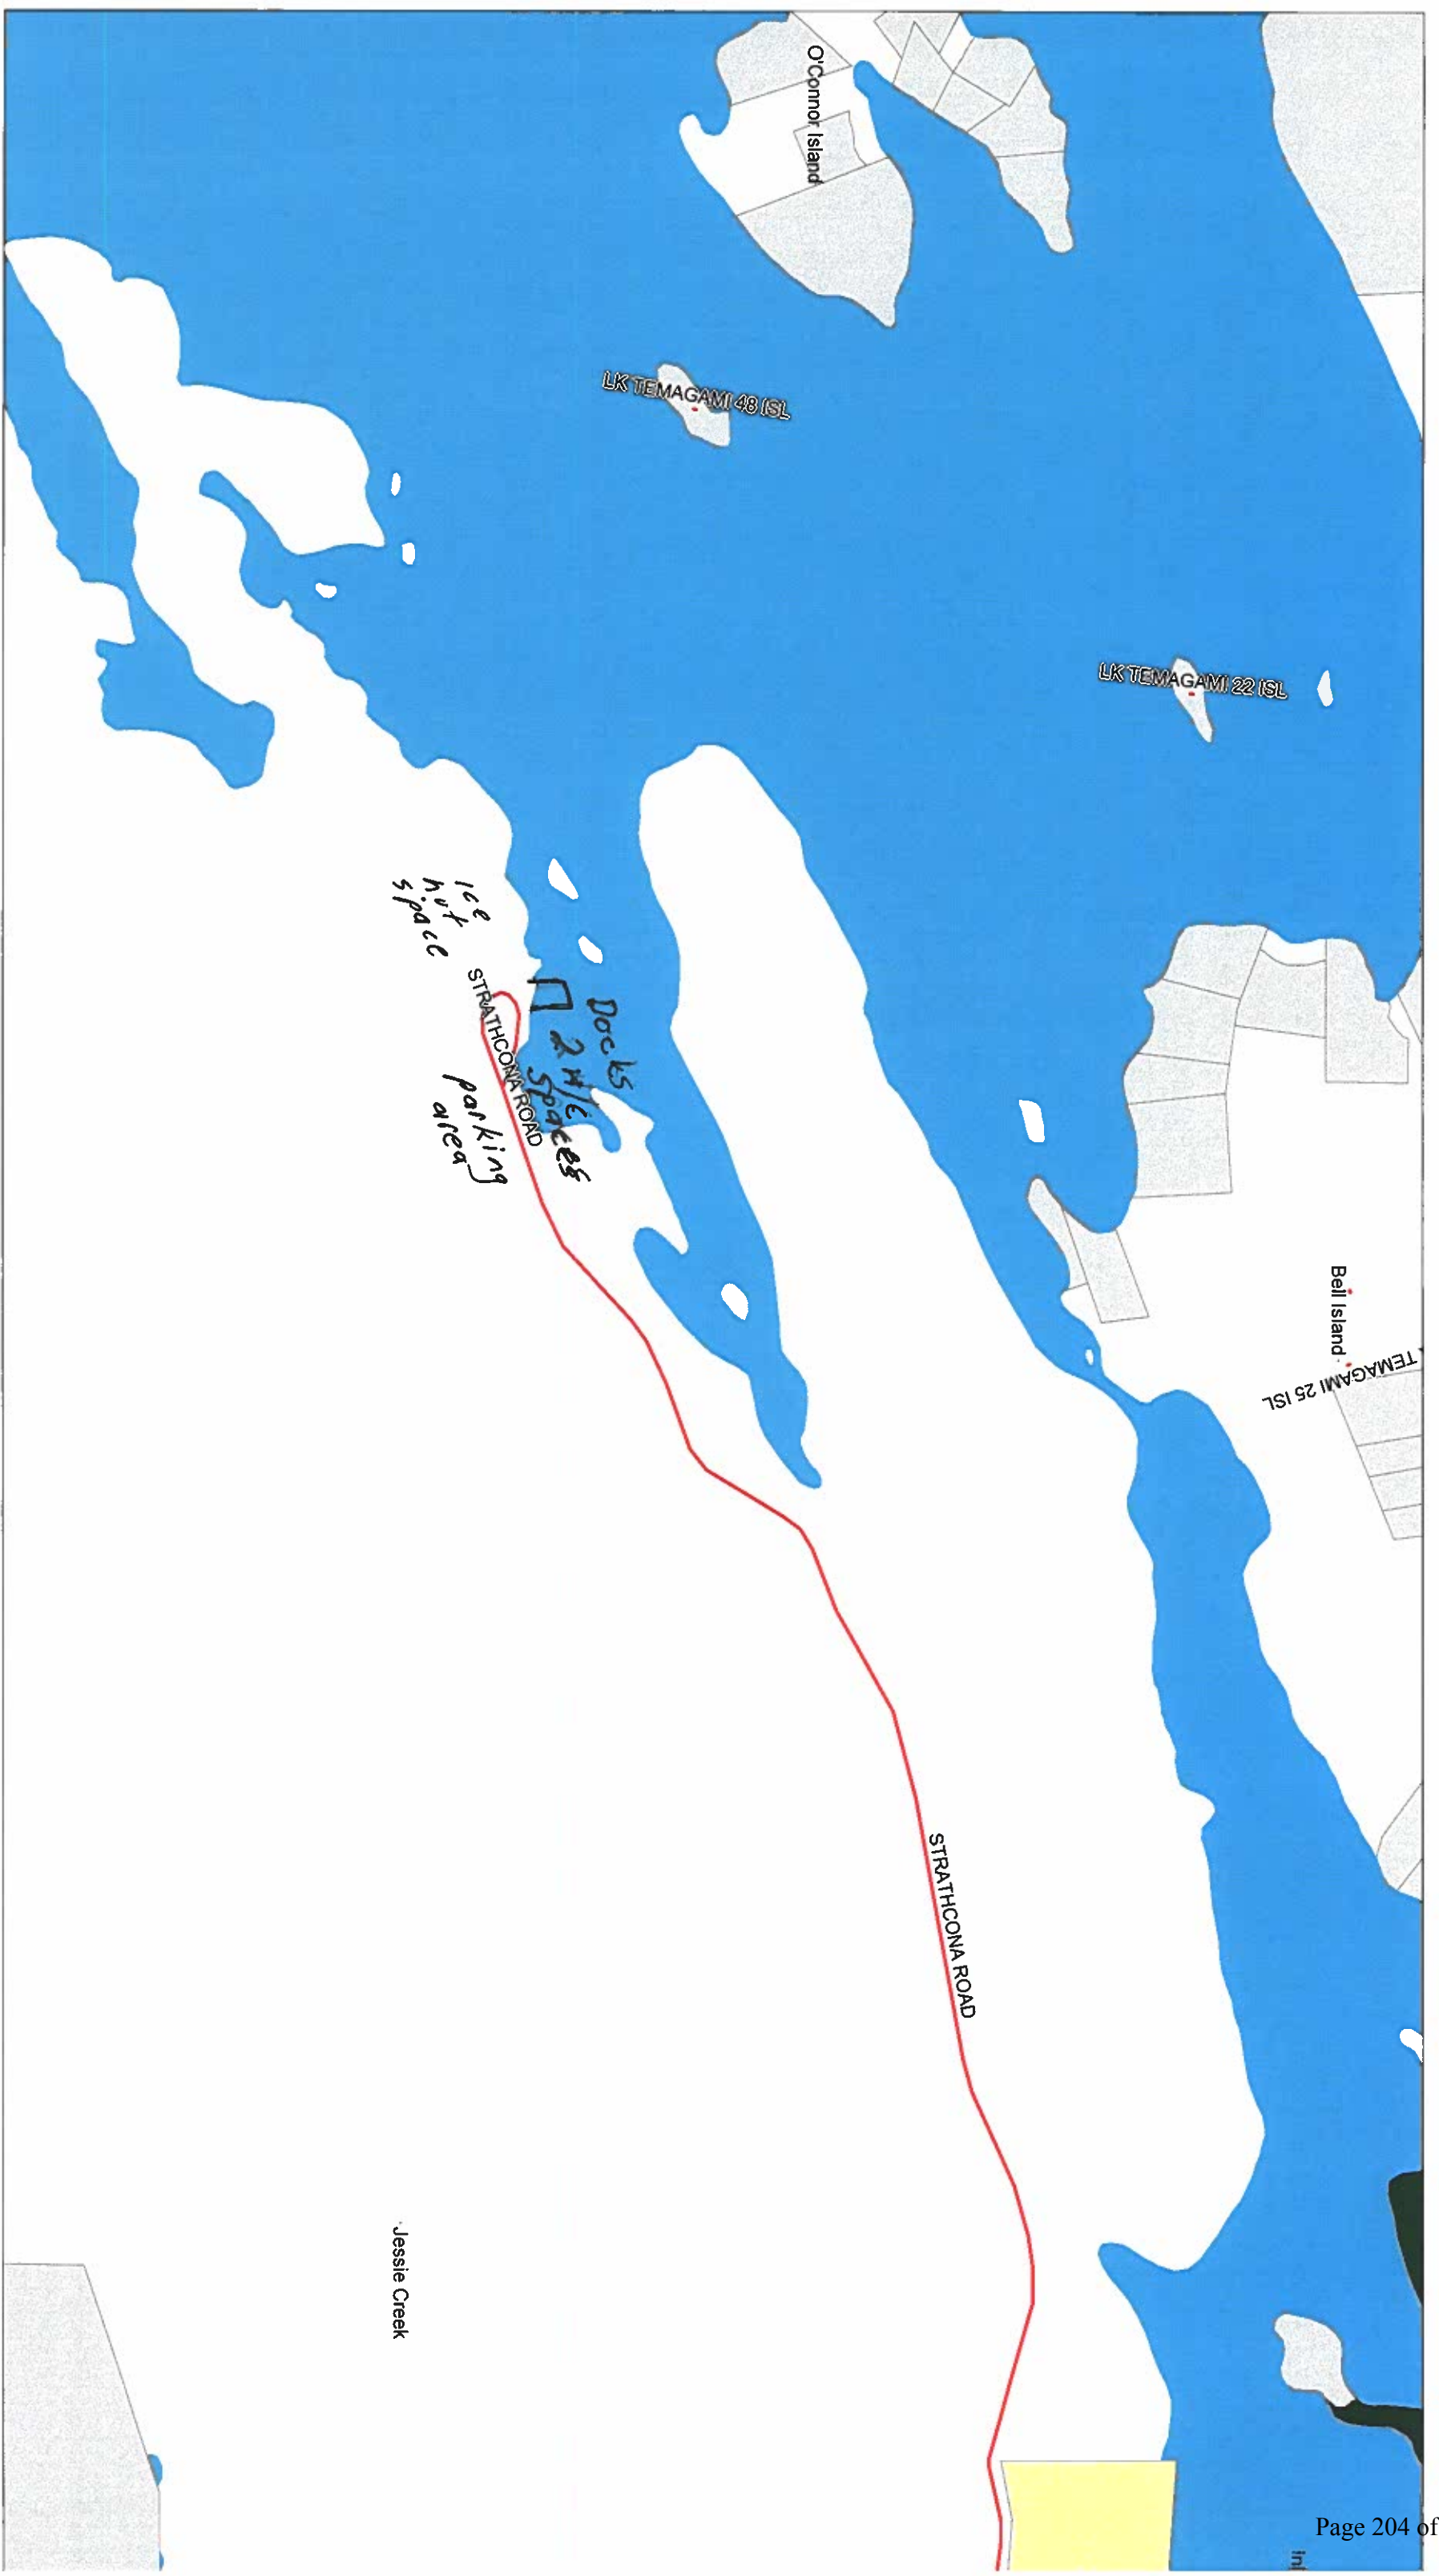 O'Connor Island
LK TEMAGAMI 48 ISL
LK TEMAGAMI 22 ISL
Bell Island
TEMAGAMI 25 ISL
Ice
hut
space
Docks
2 H/C
spaces
STRATHCONA ROAD
parking
area
STRATHCONA ROAD
Jessie Creek
Page 204 of